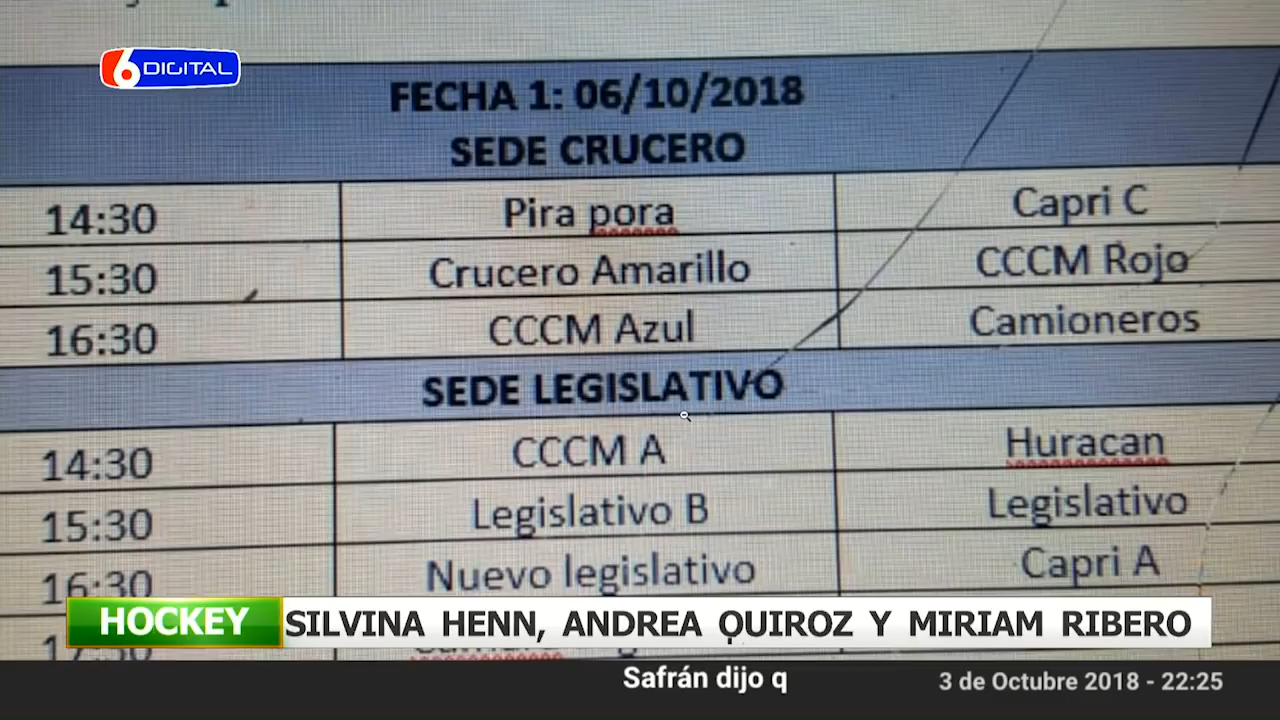 6 DIGITAL
FECHA 1: 06/10/2018
SEDE CRUCERO
14:30 Pira pora Capri C
15:30 Crucero Amarillo CCCM Rojo
16:30 CCCM Azul Camioneros
SEDE LEGISLATIVO
14:30 CCCM A Huracan
15:30 Legislativo B Legislativo
16:30 Nuevo legislativo Capri A
HOCKEY SILVINA HENN, ANDREA QUIROZ Y MIRIAM RIBERO
Safrán dijo q 3 de Octubre 2018 - 22:25